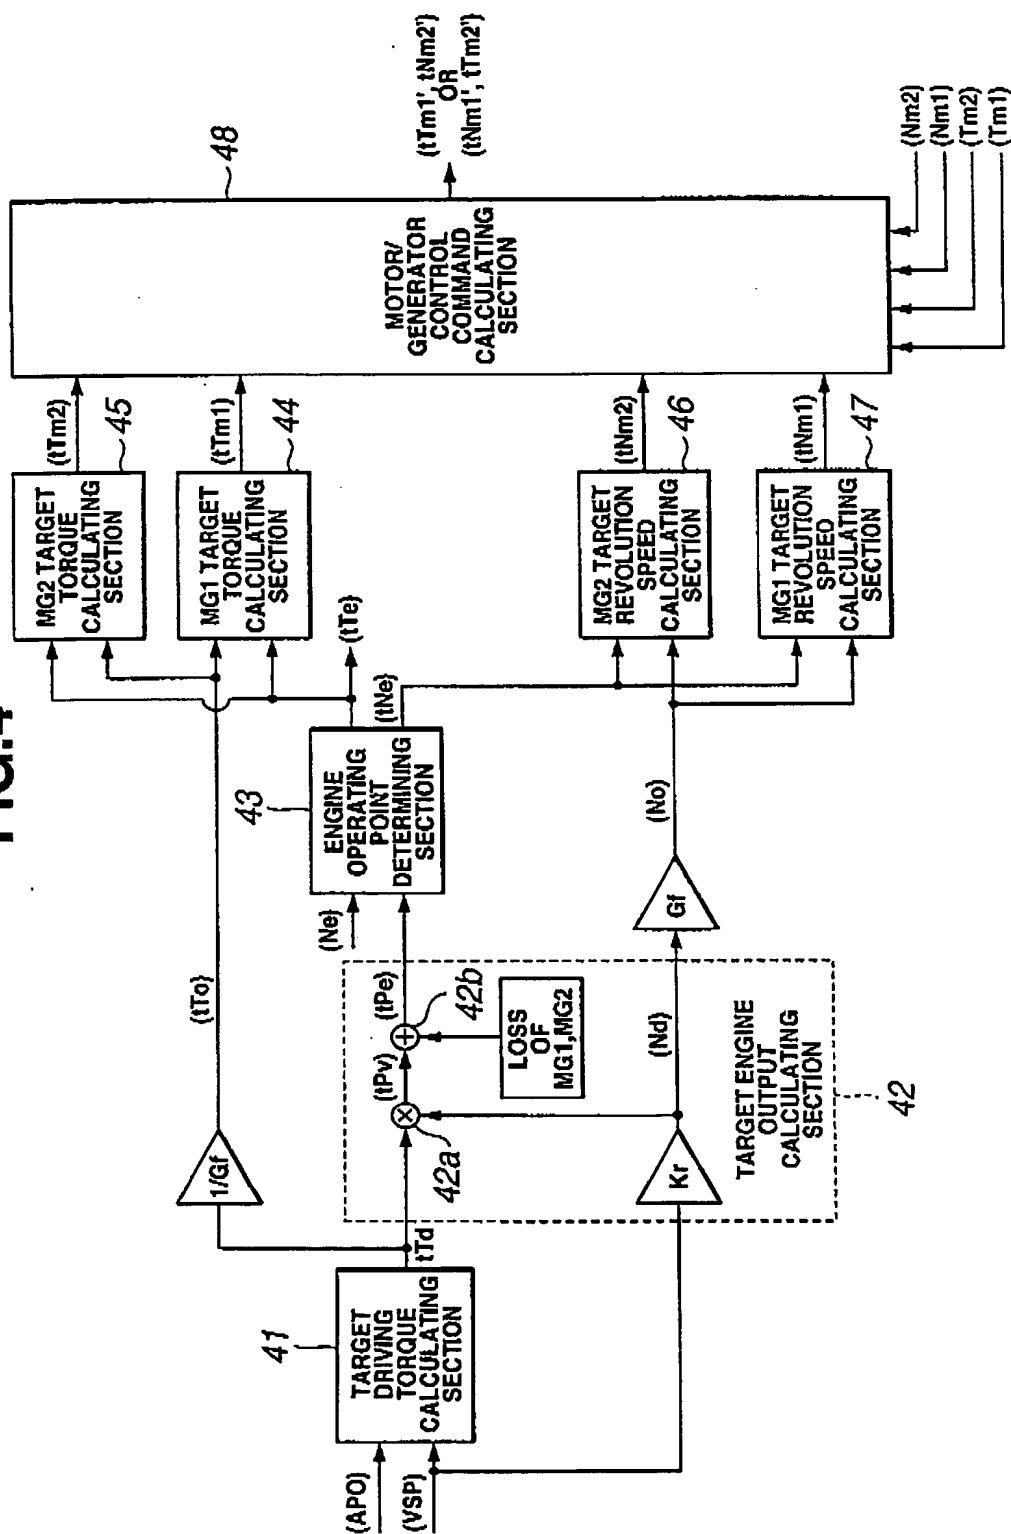 (APO)
(VSP)
41
TARGET
DRIVING
TORQUE
CALCULATING
SECTION
tTd
1/Gf
(tTo)
42a
(tPv)
42b
(tPe)
LOSS
OF
MG1,MG2
Kr
(Nd)
TARGET ENGINE
OUTPUT
CALCULATING
SECTION
42
Gf
(No)
(Ne)
43
ENGINE
OPERATING
POINT
DETERMINING
SECTION
(tTe)
(tNe)
MG2 TARGET
TORQUE
CALCULATING
SECTION
45
(tTm2)
MG1 TARGET
TORQUE
CALCULATING
SECTION
44
(tTm1)
MG2 TARGET
REVOLUTION
SPEED
CALCULATING
SECTION
46
(tNm2)
MG1 TARGET
REVOLUTION
SPEED
CALCULATING
SECTION
47
(tNm1)
48
MOTOR/
GENERATOR
CONTROL
COMMAND
CALCULATING
SECTION
(tTm1', tNm2')
OR
(tNm1', tTm2')
(Nm2)
(Nm1)
(Tm2)
(Tm1)